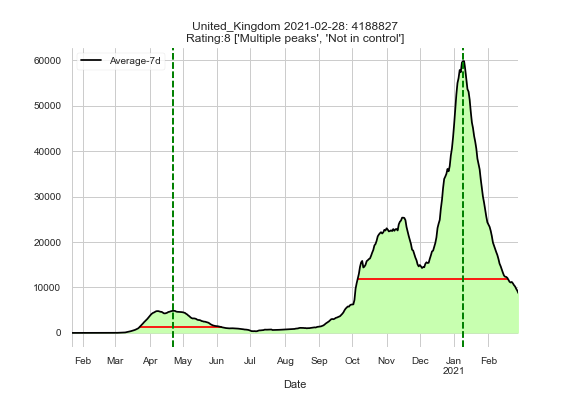 United_Kingdom 2021-02-28: 4188827
Rating:8 ['Multiple peaks', 'Not in control']
Average-7d
60000
50000
40000
30000
20000
10000
0
Feb Mar Apr May Jun Jul Aug Sep Oct Nov Dec Jan Feb
2021
Date